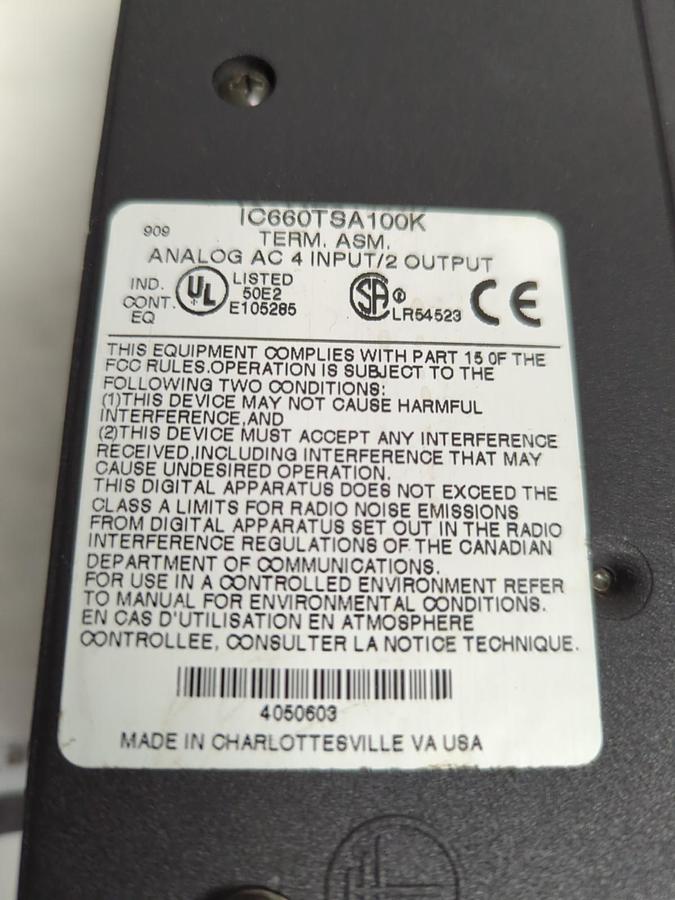 IC660TSA100K
909
TERM. ASM.
ANALOG AC 4 INPUT/2 OUTPUT
IND.
CONT.
EQ
UL
LISTED
50E2
E105285
SA
LR54523
CE
THIS EQUIPMENT COMPLIES WITH PART 15 OF THE
FCC RULES.OPERATION IS SUBJECT TO THE
FOLLOWING TWO CONDITIONS:
(1)THIS DEVICE MAY NOT CAUSE HARMFUL
INTERFERENCE,AND
(2)THIS DEVICE MUST ACCEPT ANY INTERFERENCE
RECEIVED,INCLUDING INTERFERENCE THAT MAY
CAUSE UNDESIRED OPERATION.
THIS DIGITAL APPARATUS DOES NOT EXCEED THE
CLASS A LIMITS FOR RADIO NOISE EMISSIONS
FROM DIGITAL APPARATUS SET OUT IN THE RADIO
INTERFERENCE REGULATIONS OF THE CANADIAN
DEPARTMENT OF COMMUNICATIONS.
FOR USE IN A CONTROLLED ENVIRONMENT REFER
TO MANUAL FOR ENVIRONMENTAL CONDITIONS.
EN CAS D'UTILISATION EN ATMOSPHERE
CONTROLLEE, CONSULTER LA NOTICE TECHNIQUE.
4050603
MADE IN CHARLOTTESVILLE VA USA